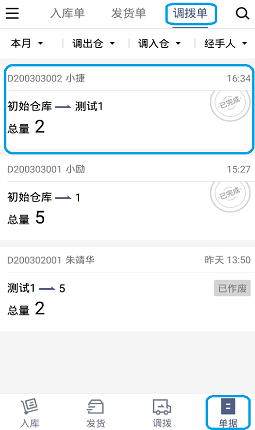 入库单 发货单 调拨单
本月 调出仓 调入仓 经手人
D200303002 小捷 16:34
初始仓库 测试1
已完成
总量 2
D200303001 小励 15:27
初始仓库 1
已完成
总量 5
D200302001 朱婧华 昨天 13:50
测试1 5
已作废
总量 2
入库 发货 调拨 单据